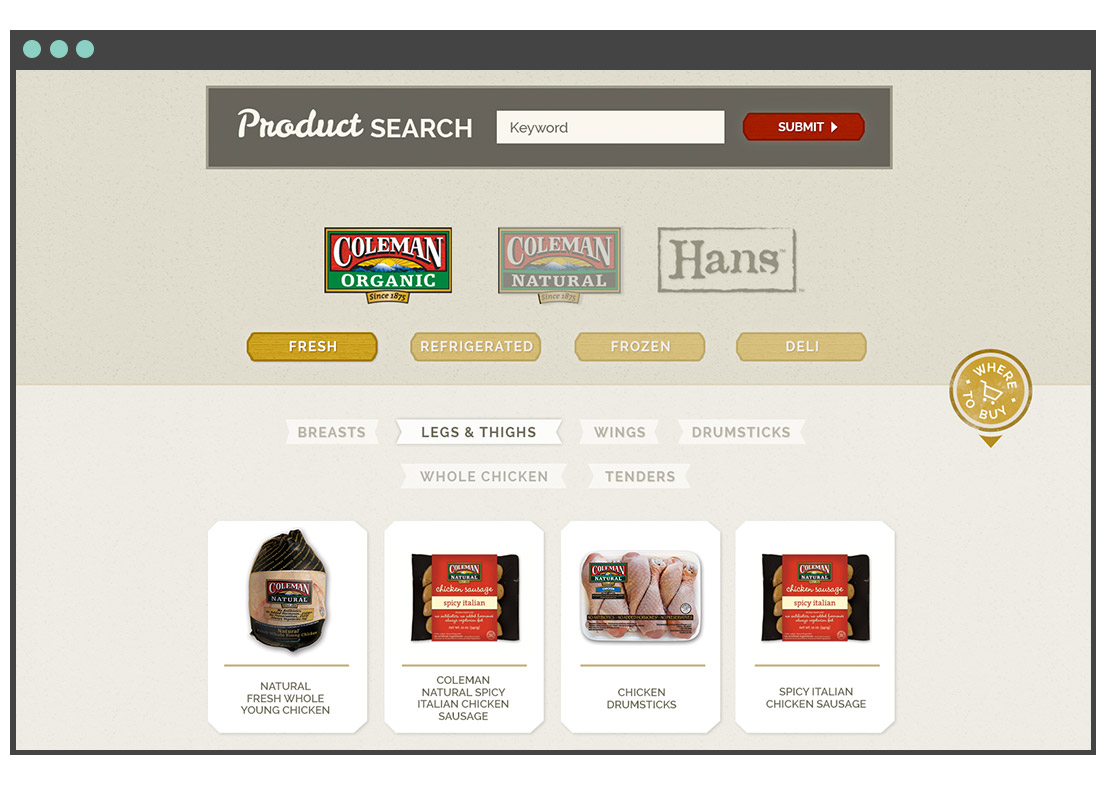 Product SEARCH
Keyword
SUBMIT
COLEMAN
ORGANIC
Since 1875
COLEMAN
NATURAL
Since 1875
Hans™
FRESH
REFRIGERATED
FROZEN
DELI
WHERE
TO BUY
BREASTS
LEGS & THIGHS
WINGS
DRUMSTICKS
WHOLE CHICKEN
TENDERS
COLEMAN
NATURAL
Natural
COLEMAN
NATURAL
chicken sausage
spicy italian
COLEMAN
NATURAL
COLEMAN
NATURAL
chicken sausage
spicy italian
NATURAL
FRESH WHOLE
YOUNG CHICKEN
COLEMAN
NATURAL SPICY
ITALIAN CHICKEN
SAUSAGE
CHICKEN
DRUMSTICKS
SPICY ITALIAN
CHICKEN SAUSAGE